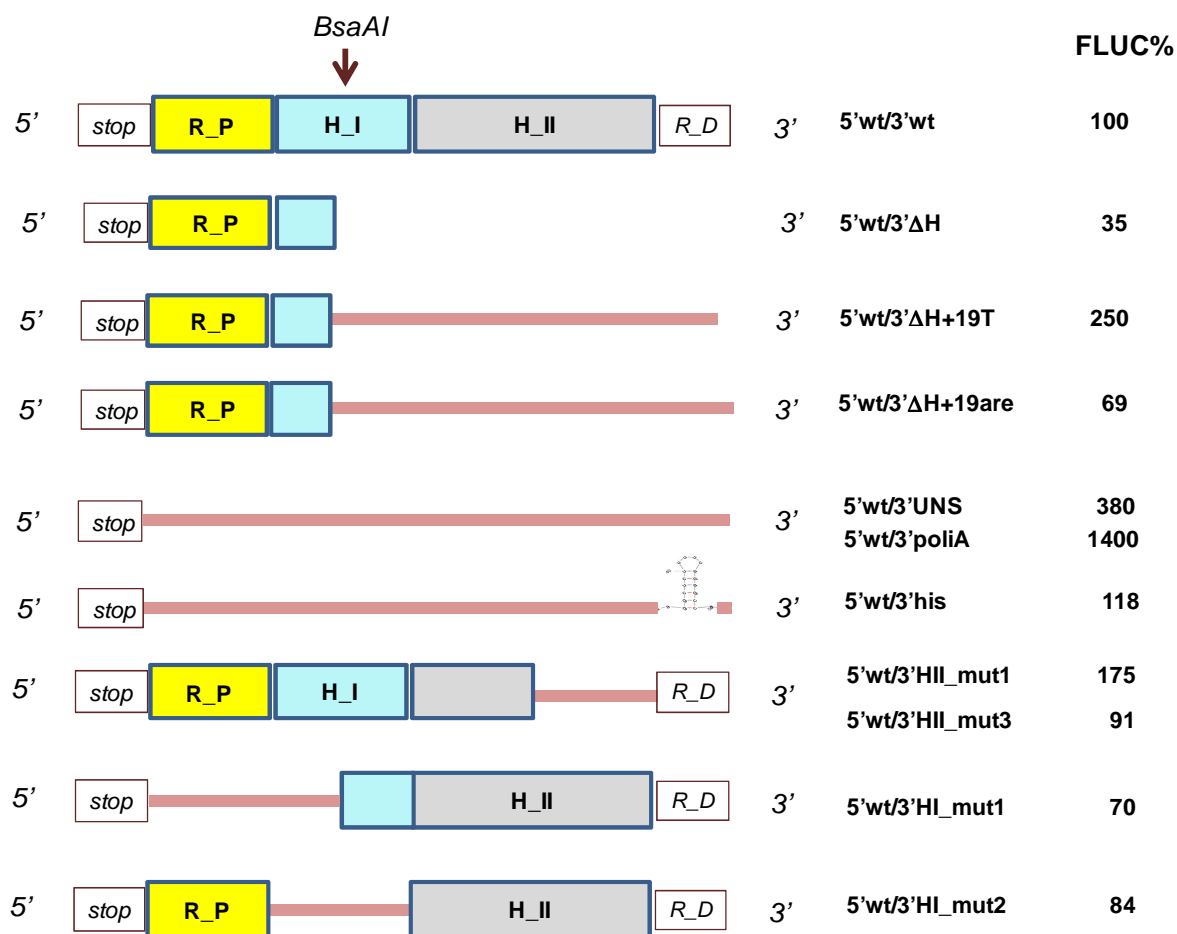 BsaAI
FLUC%
5’ stop R_P H_I H_II R_D 3’ 5’wt/3’wt 100
5’ stop R_P 3’ 5’wt/3’ΔH 35
5’ stop R_P 3’ 5’wt/3’ΔH+19T 250
5’ stop R_P 3’ 5’wt/3’ΔH+19are 69
5’ stop 3’ 5’wt/3’UNS 380
5’wt/3’poliA 1400
5’ stop 3’ 5’wt/3’his 118
5’ stop R_P H_I R_D 3’ 5’wt/3’HII_mut1 175
5’wt/3’HII_mut3 91
5’ stop H_II R_D 3’ 5’wt/3’HI_mut1 70
5’ stop R_P H_II R_D 3’ 5’wt/3’HI_mut2 84